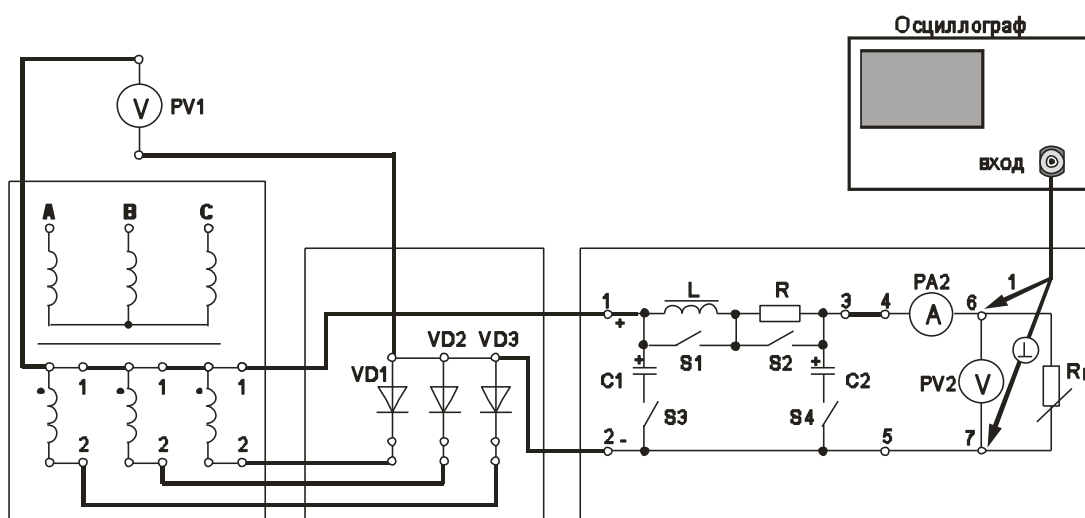 Осциллограф
V PV1
вход
A B C
1 1 1
2 2 2
VD1 VD2 VD3
1 +
L R
3 4
PA2
A
6 1
S1 S2
+ C1
+ C2
S3 S4
PV2 V
⊥
2 -
5 7